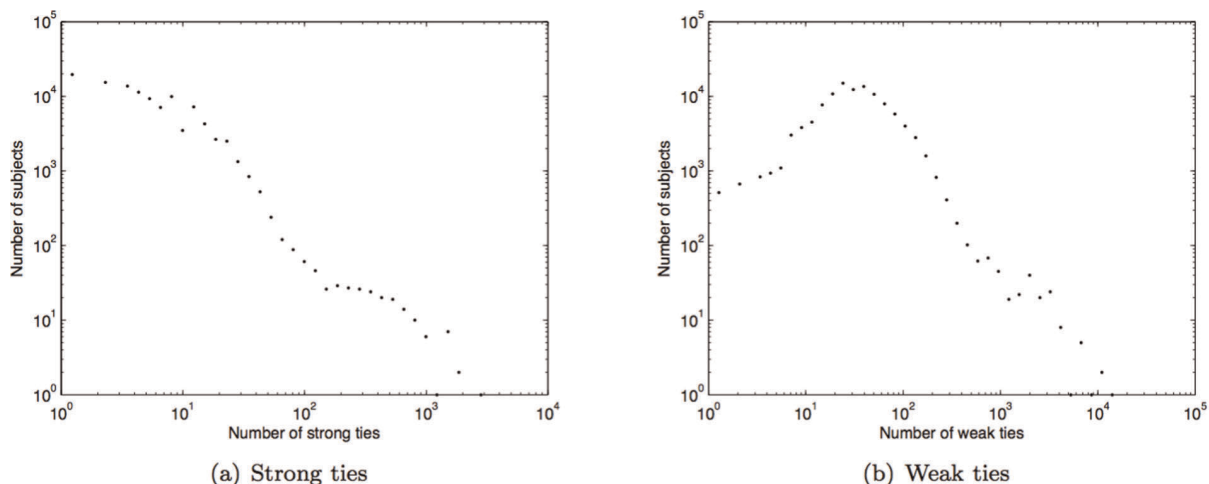 10^5
10^4
10^3
10^2
10^1
10^0
Number of subjects
10^0 10^1 10^2 10^3 10^4
Number of strong ties
(a) Strong ties
10^5
10^4
10^3
10^2
10^1
10^0
Number of subjects
10^0 10^1 10^2 10^3 10^4 10^5
Number of weak ties
(b) Weak ties